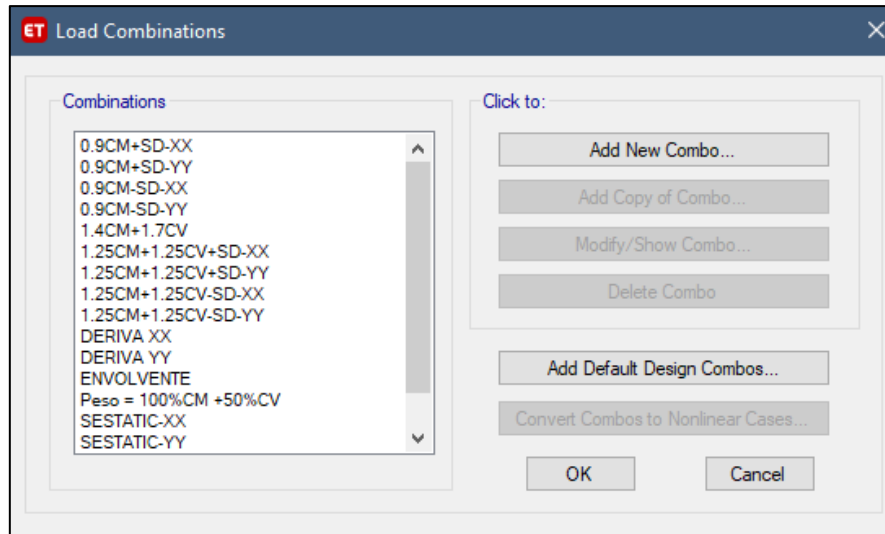 ET Load Combinations
Combinations
0.9CM+SD-XX
0.9CM+SD-YY
0.9CM-SD-XX
0.9CM-SD-YY
1.4CM+1.7CV
1.25CM+1.25CV+SD-XX
1.25CM+1.25CV+SD-YY
1.25CM+1.25CV-SD-XX
1.25CM+1.25CV-SD-YY
DERIVA XX
DERIVA YY
ENVOLVENTE
Peso = 100%CM +50%CV
SESTATIC-XX
SESTATIC-YY
Click to:
Add New Combo...
Add Copy of Combo...
Modify/Show Combo...
Delete Combo
Add Default Design Combos...
Convert Combos to Nonlinear Cases...
OK
Cancel